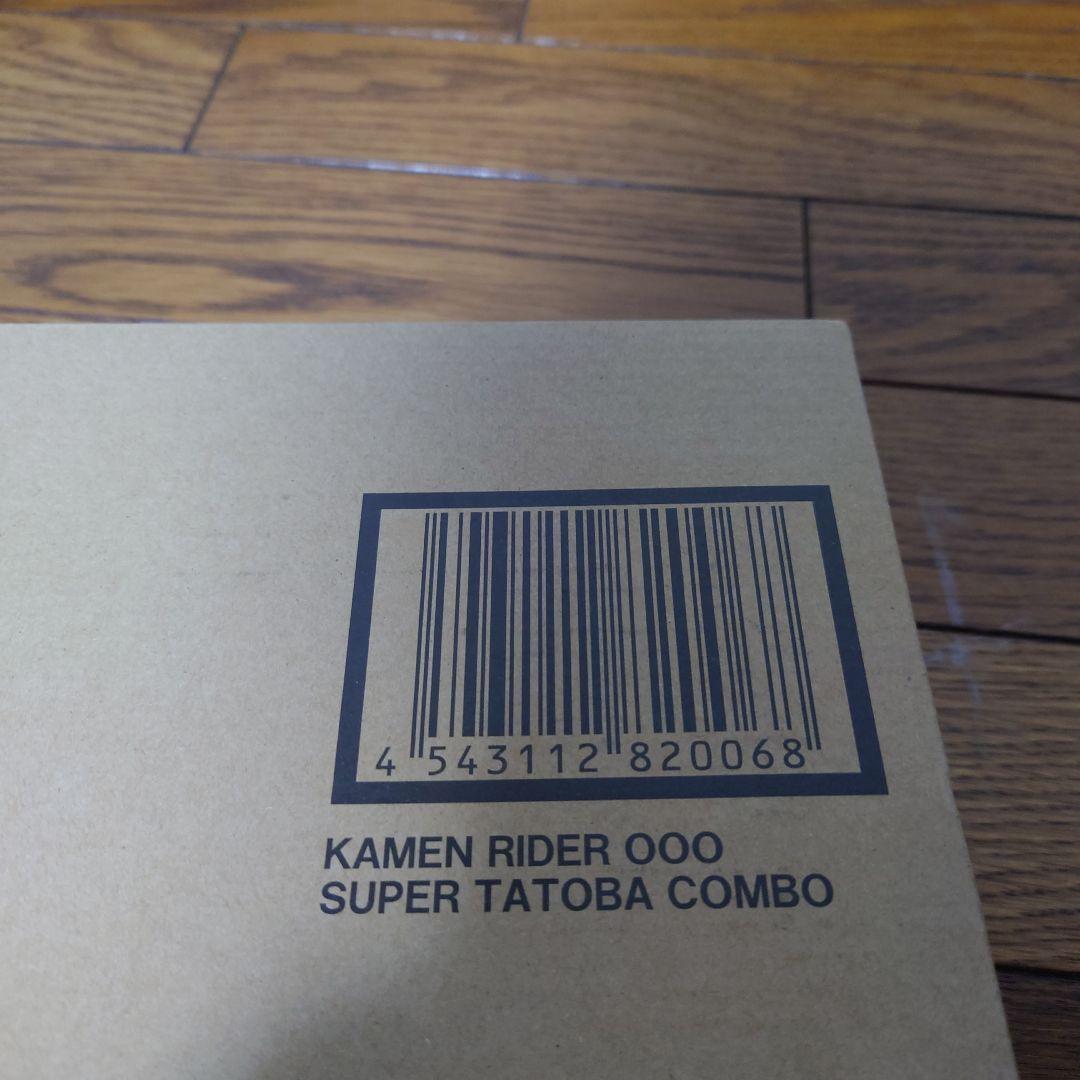 4 543112 820068
KAMEN RIDER OOO
SUPER TATOBA COMBO